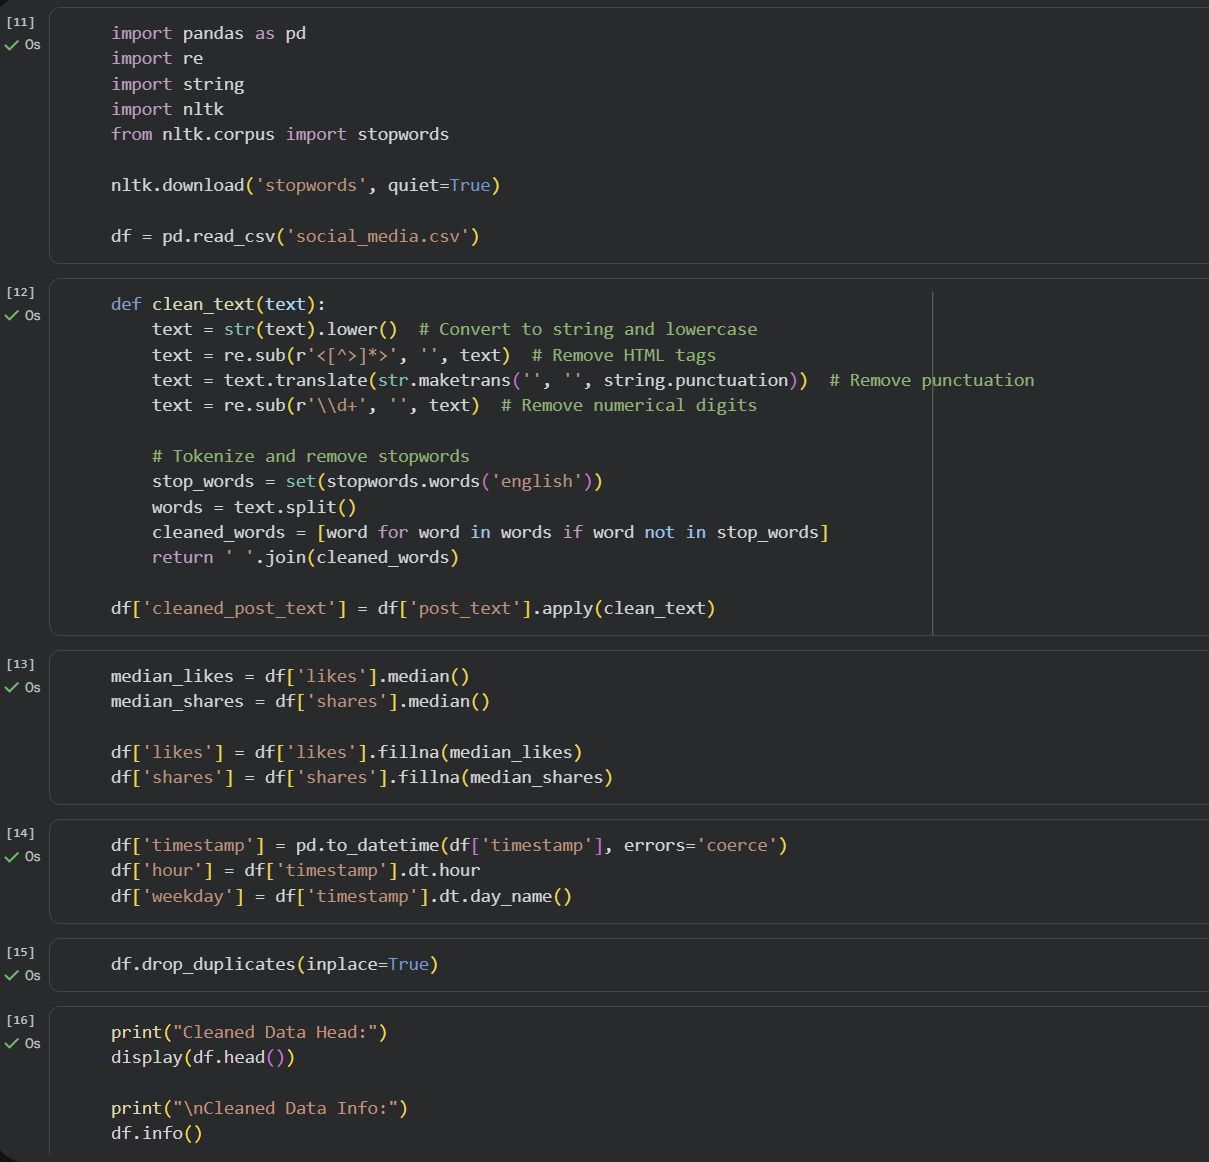 [11]
0s
import pandas as pd
import re
import string
import nltk
from nltk.corpus import stopwords
nltk.download('stopwords', quiet=True)
df = pd.read_csv('social_media.csv')
[12]
0s
def clean_text(text):
    text = str(text).lower()  # Convert to string and lowercase
    text = re.sub(r'<[^>]*>', '', text)  # Remove HTML tags
    text = text.translate(str.maketrans('', '', string.punctuation))  # Remove punctuation
    text = re.sub(r'\\d+', '', text)  # Remove numerical digits
    # Tokenize and remove stopwords
    stop_words = set(stopwords.words('english'))
    words = text.split()
    cleaned_words = [word for word in words if word not in stop_words]
    return ' '.join(cleaned_words)
df['cleaned_post_text'] = df['post_text'].apply(clean_text)
[13]
0s
median_likes = df['likes'].median()
median_shares = df['shares'].median()
df['likes'] = df['likes'].fillna(median_likes)
df['shares'] = df['shares'].fillna(median_shares)
[14]
0s
df['timestamp'] = pd.to_datetime(df['timestamp'], errors='coerce')
df['hour'] = df['timestamp'].dt.hour
df['weekday'] = df['timestamp'].dt.day_name()
[15]
0s
df.drop_duplicates(inplace=True)
[16]
0s
print("Cleaned Data Head:")
display(df.head())
print("\nCleaned Data Info:")
df.info()